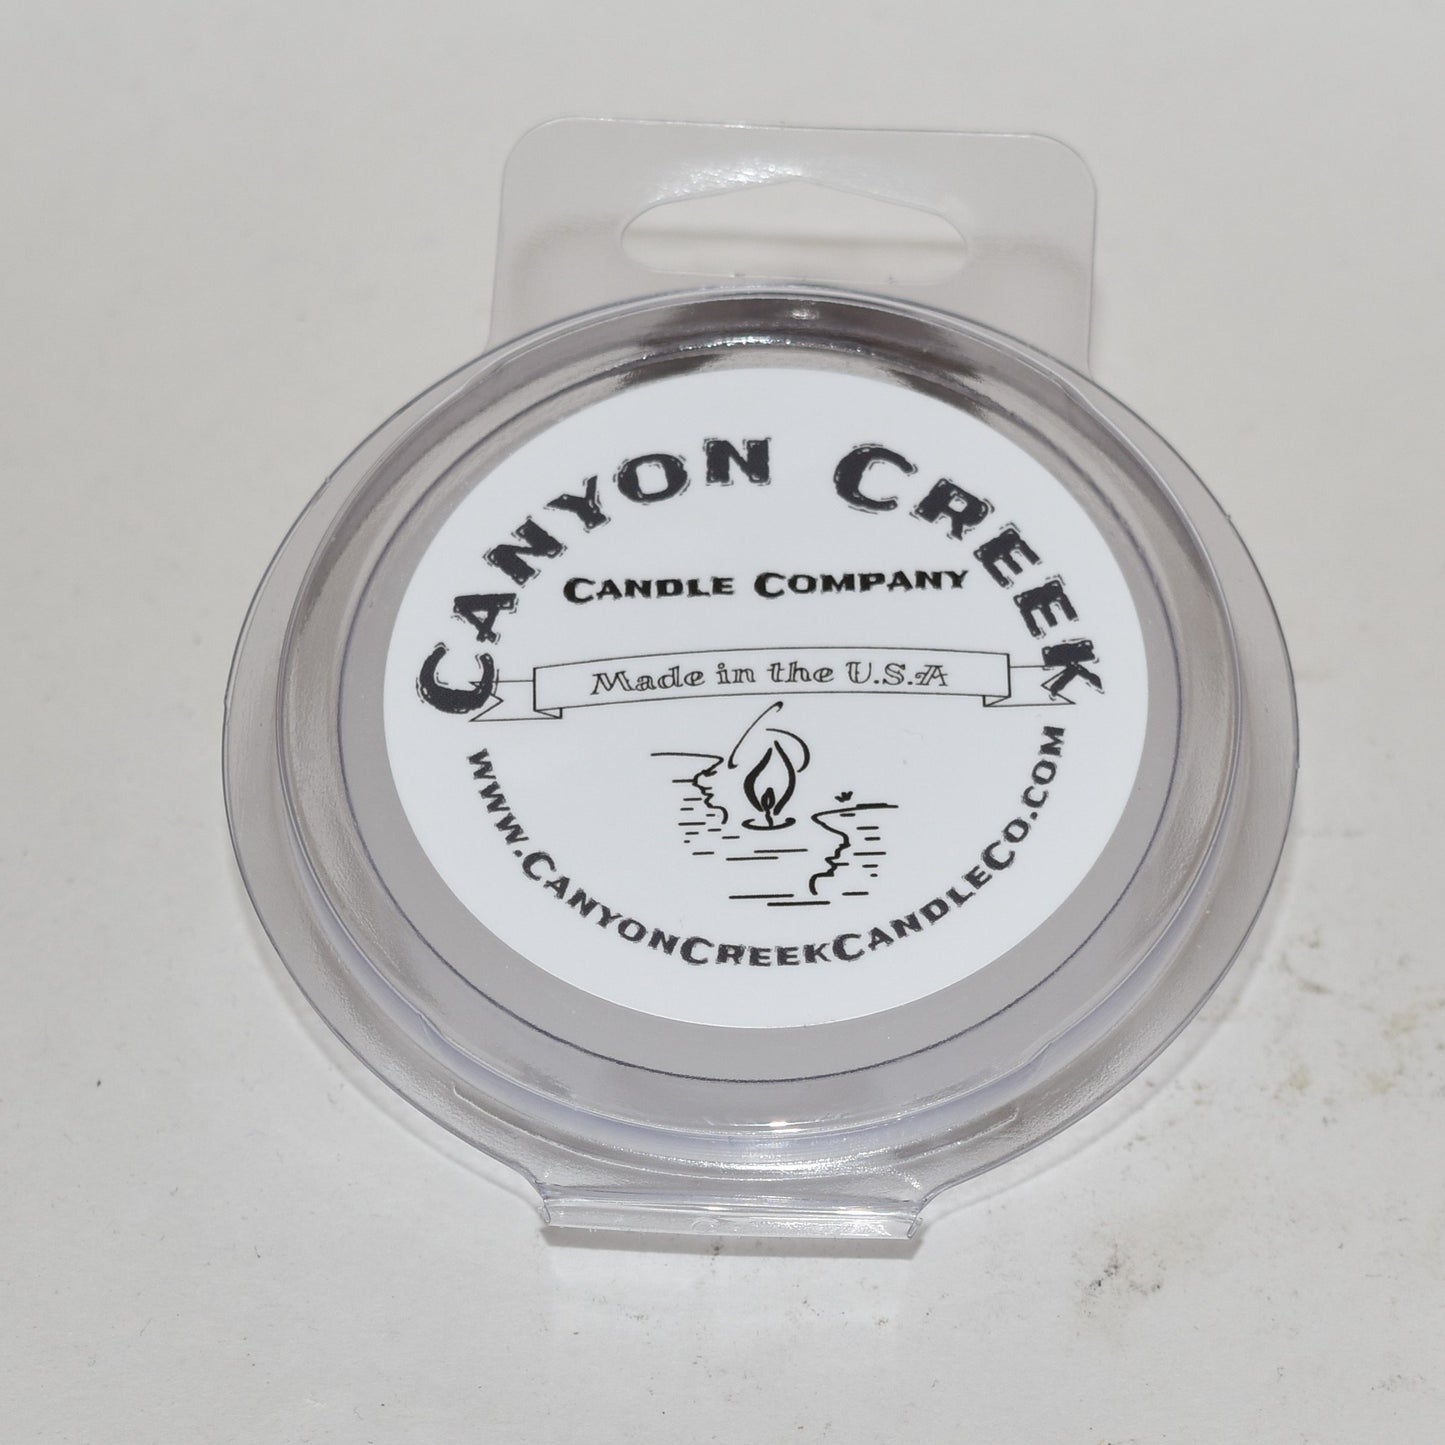 CANYON CREEK
CANDLE COMPANY
Made in the U.S.A
WWW.CANYONCREEKCANDLECO.COM